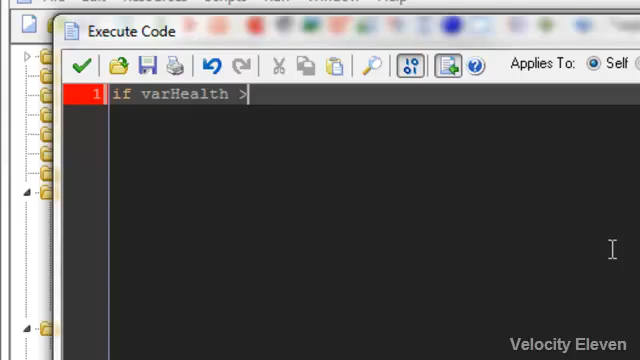 Execute Code
Applies To: Self
1 if varHealth >
Velocity Eleven